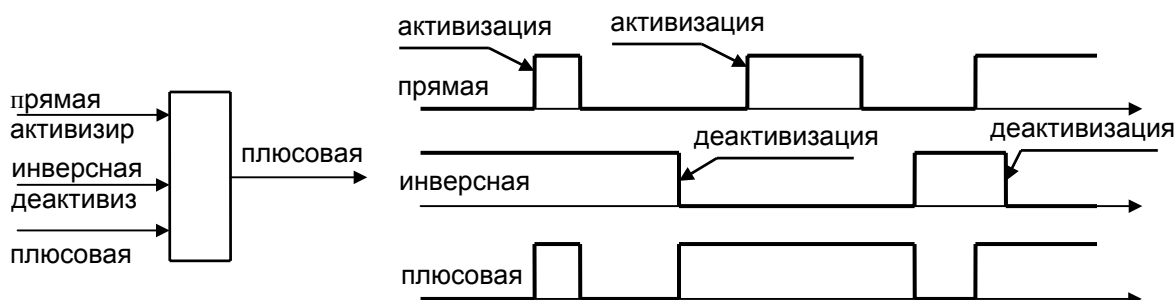 прямая
активизир
инверсная
деактивиз
плюсовая
плюсовая
активизация
активизация
прямая
деактивизация
деактивизация
инверсная
плюсовая